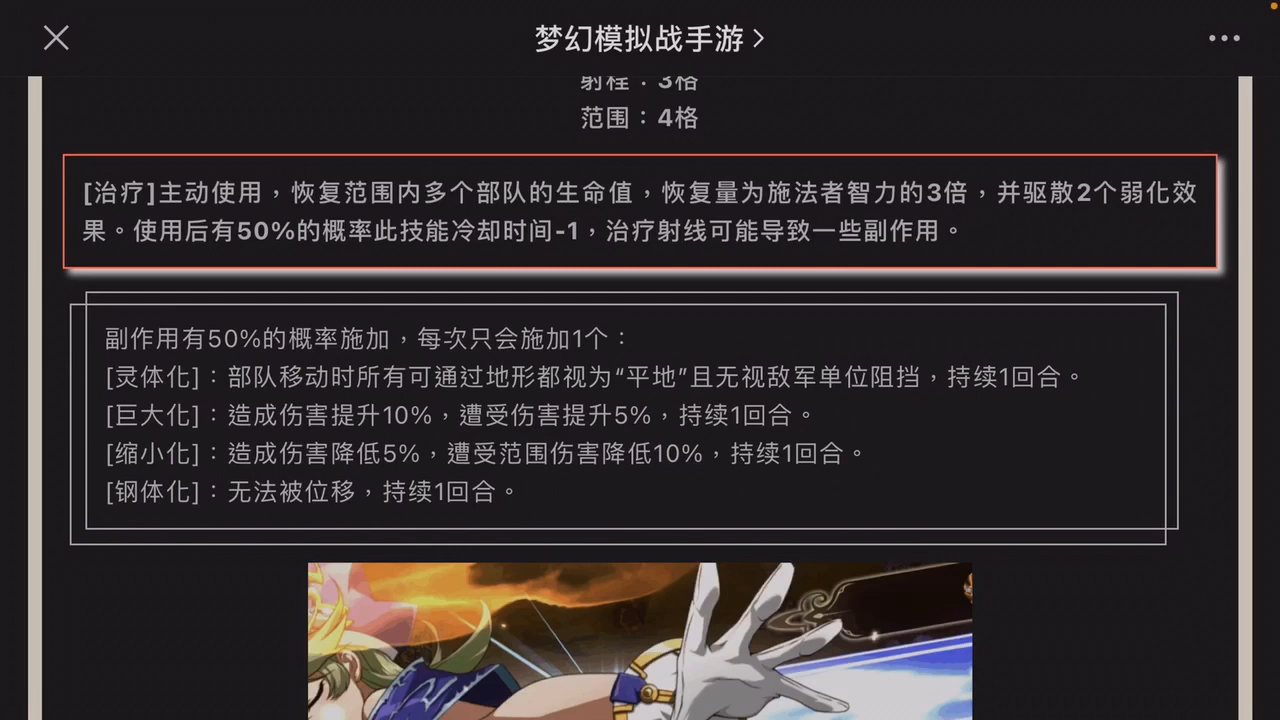 梦幻模拟战手游
射程：3格
范围：4格
[治疗]主动使用，恢复范围内多个部队的生命值，恢复量为施法者智力的3倍，并驱散2个弱化效
果。使用后有50%的概率此技能冷却时间-1，治疗射线可能导致一些副作用。
副作用有50%的概率施加，每次只会施加1个：
[灵体化]：部队移动时所有可通过地形都视为“平地”且无视敌军单位阻挡，持续1回合。
[巨大化]：造成伤害提升10%，遭受伤害提升5%，持续1回合。
[缩小化]：造成伤害降低5%，遭受范围伤害降低10%，持续1回合。
[钢体化]：无法被位移，持续1回合。